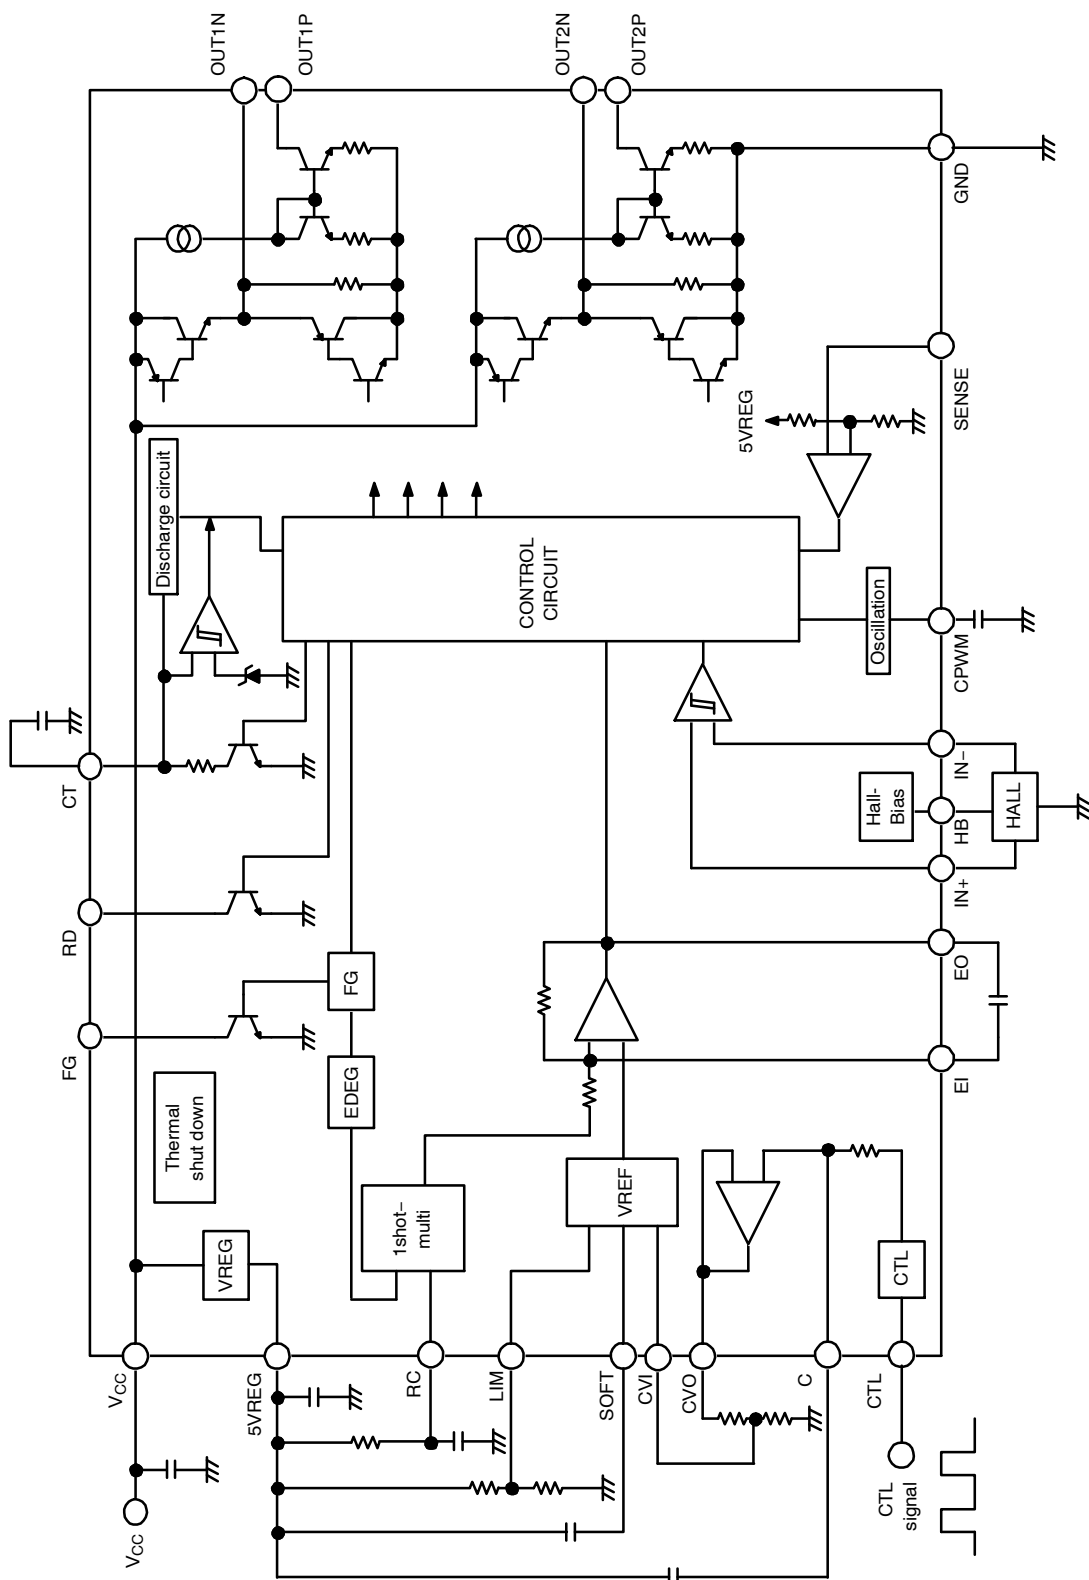 OUT1N
OUT1P
OUT2N
OUT2P
GND
SENSE
5VREG
Discharge circuit
CONTROL
CIRCUIT
Oscillation
CPWM
CT
IN−
Hall-
Bias
HB
HALL
IN+
RD
EO
FG
FG
EI
EDEG
Thermal
shut down
1shot−
multi
VREF
VREG
CTL
VCC
5VREG
RC
LIM
SOFT
CVI
CVO
C
CTL
VCC
CTL
signal